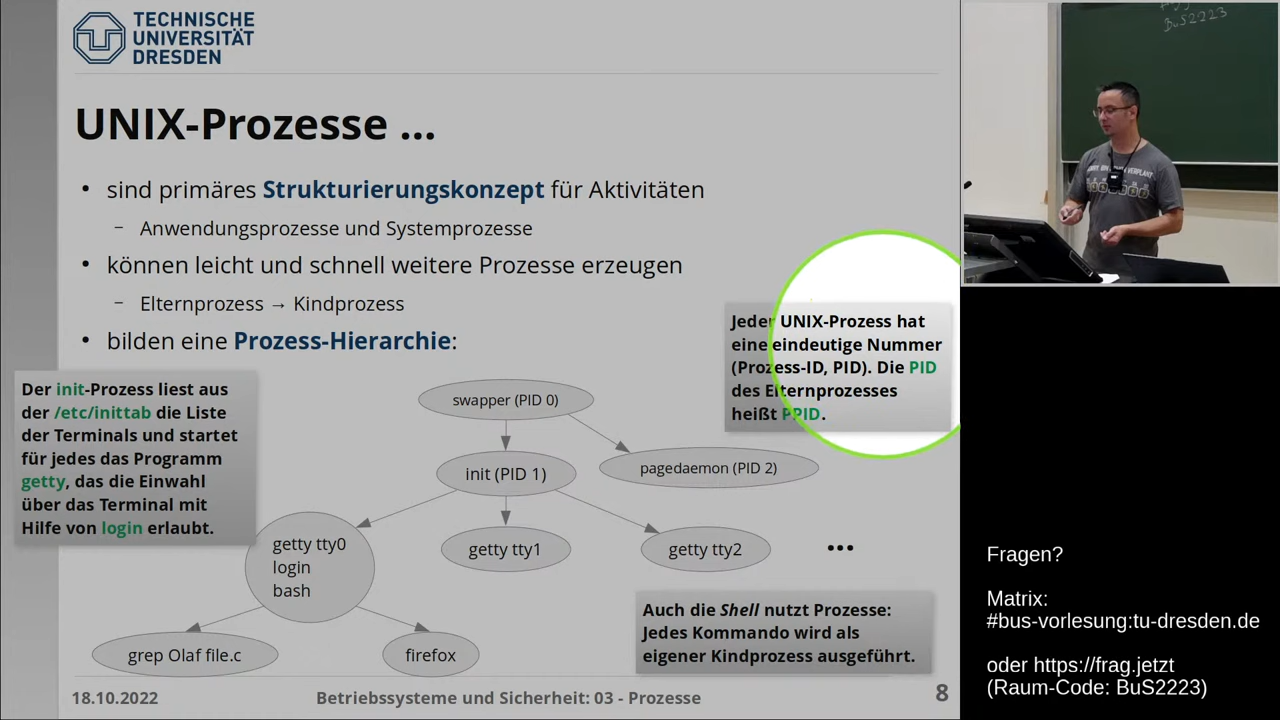 TECHNISCHE
UNIVERSITÄT
DRESDEN
UNIX-Prozesse ...
• sind primäres Strukturierungskonzept für Aktivitäten
– Anwendungsprozesse und Systemprozesse
• können leicht und schnell weitere Prozesse erzeugen
– Elternprozess → Kindprozess
• bilden eine Prozess-Hierarchie:
Jeder UNIX-Prozess hat
eine eindeutige Nummer
(Prozess-ID, PID). Die PID
des Elternprozesses
heißt PPID.
Der init-Prozess liest aus
der /etc/inittab die Liste
der Terminals und startet
für jedes das Programm
getty, das die Einwahl
über das Terminal mit
Hilfe von login erlaubt.
swapper (PID 0)
init (PID 1)
pagedaemon (PID 2)
getty tty0
login
bash
getty tty1
getty tty2
...
grep Olaf file.c
firefox
Auch die Shell nutzt Prozesse:
Jedes Kommando wird als
eigener Kindprozess ausgeführt.
18.10.2022
Betriebssysteme und Sicherheit: 03 - Prozesse
8
BuS2223
Fragen?
Matrix:
#bus-vorlesung:tu-dresden.de
oder https://frag.jetzt
(Raum-Code: BuS2223)